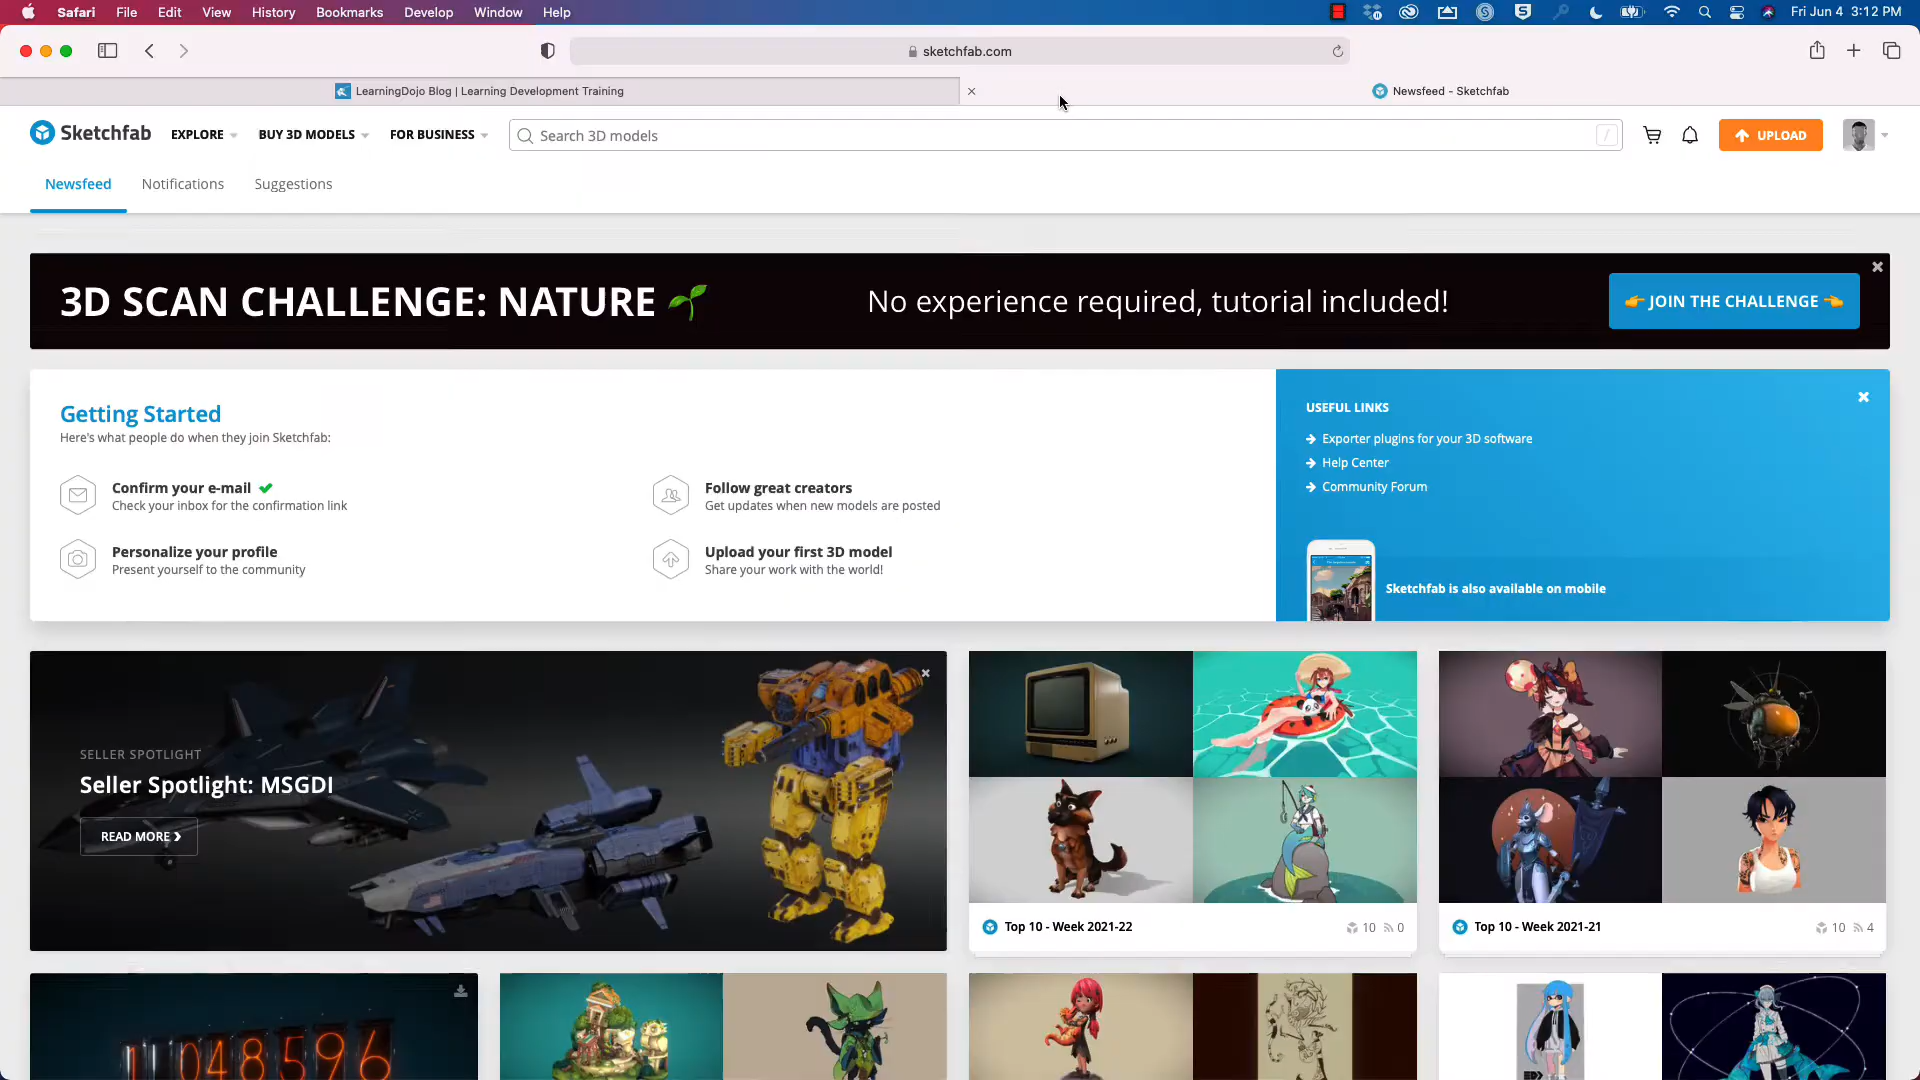 Safari File Edit View History Bookmarks Develop Window Help Fri Jun 4 3:12 PM
sketchfab.com
LearningDojo Blog | Learning Development Training
Newsfeed - Sketchfab
Sketchfab EXPLORE BUY 3D MODELS FOR BUSINESS Search 3D models / UPLOAD
Newsfeed Notifications Suggestions
3D SCAN CHALLENGE: NATURE No experience required, tutorial included! JOIN THE CHALLENGE
Getting Started
Here's what people do when they join Sketchfab:
Confirm your e-mail
Check your inbox for the confirmation link
Follow great creators
Get updates when new models are posted
Personalize your profile
Present yourself to the community
Upload your first 3D model
Share your work with the world!
USEFUL LINKS
Exporter plugins for your 3D software
Help Center
Community Forum
Sketchfab is also available on mobile
SELLER SPOTLIGHT
Seller Spotlight: MSGDI
READ MORE
Top 10 - Week 2021-22 10 0
Top 10 - Week 2021-21 10 4
048596